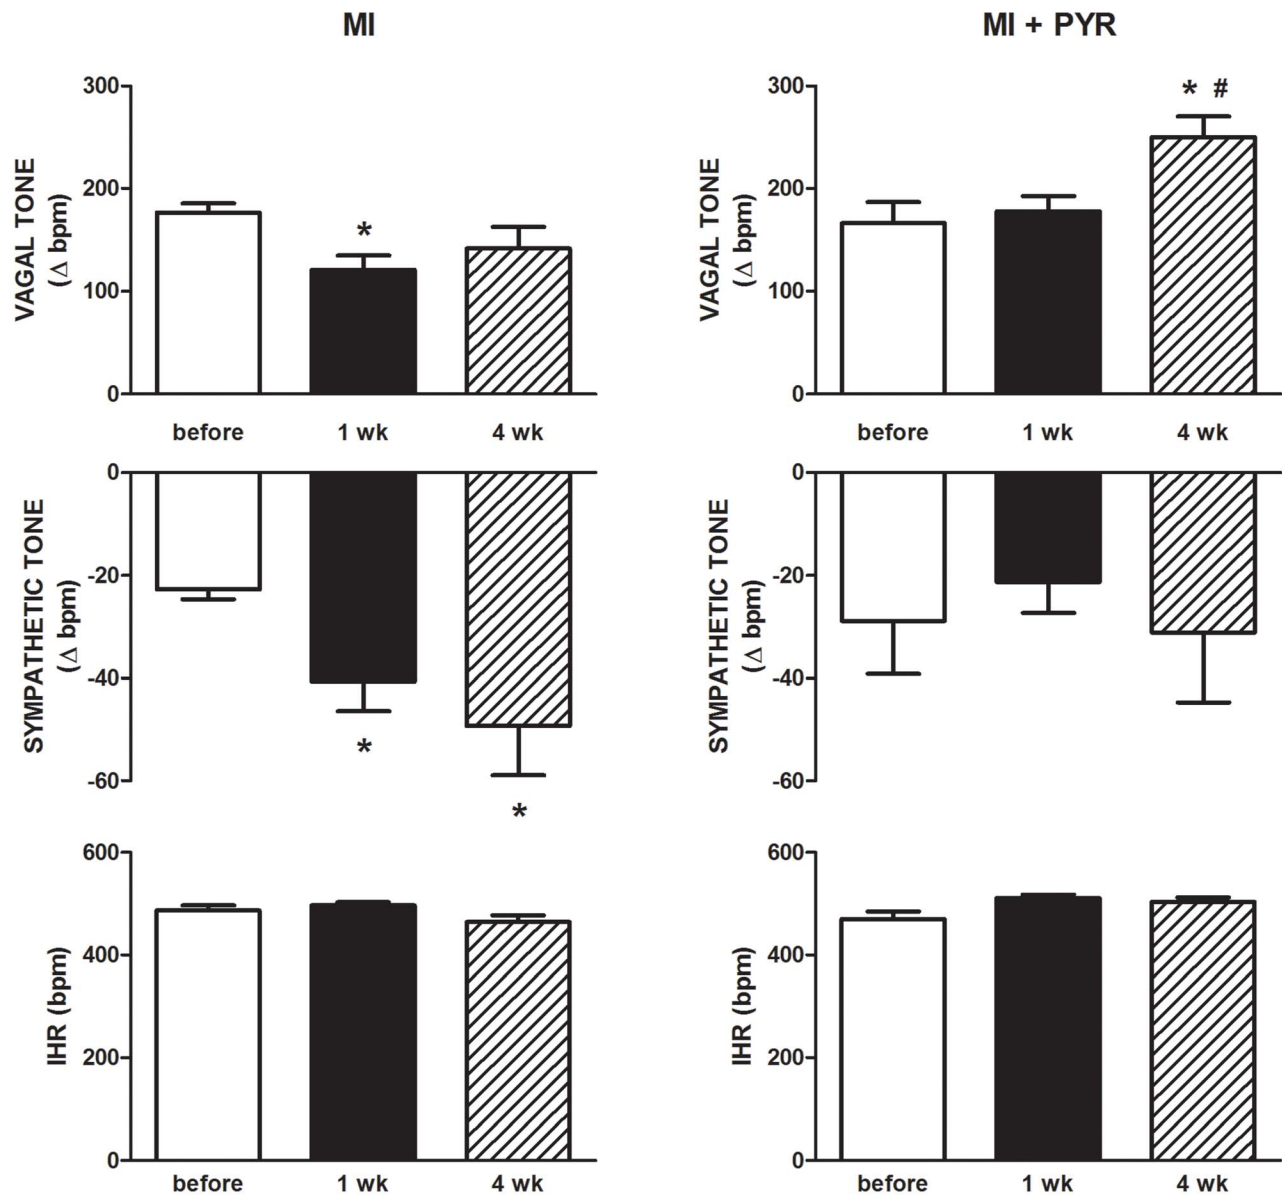 MI
MI + PYR
VAGAL TONE
(Δ bpm)
300
200
100
0
*
before
1 wk
4 wk
VAGAL TONE
(Δ bpm)
300
200
100
0
* #
before
1 wk
4 wk
SYMPATHETIC TONE
(Δ bpm)
0
-20
-40
-60
*
*
SYMPATHETIC TONE
(Δ bpm)
0
-20
-40
-60
IHR (bpm)
600
400
200
0
before
1 wk
4 wk
IHR (bpm)
600
400
200
0
before
1 wk
4 wk